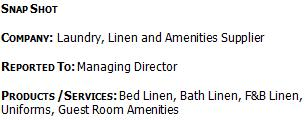 SNAP SHOT
COMPANY: Laundry, Linen and Amenities Supplier
REPORTED TO: Managing Director
PRODUCTS / SERVICES: Bed Linen, Bath Linen, F&B Linen,
Uniforms, Guest Room Amenities